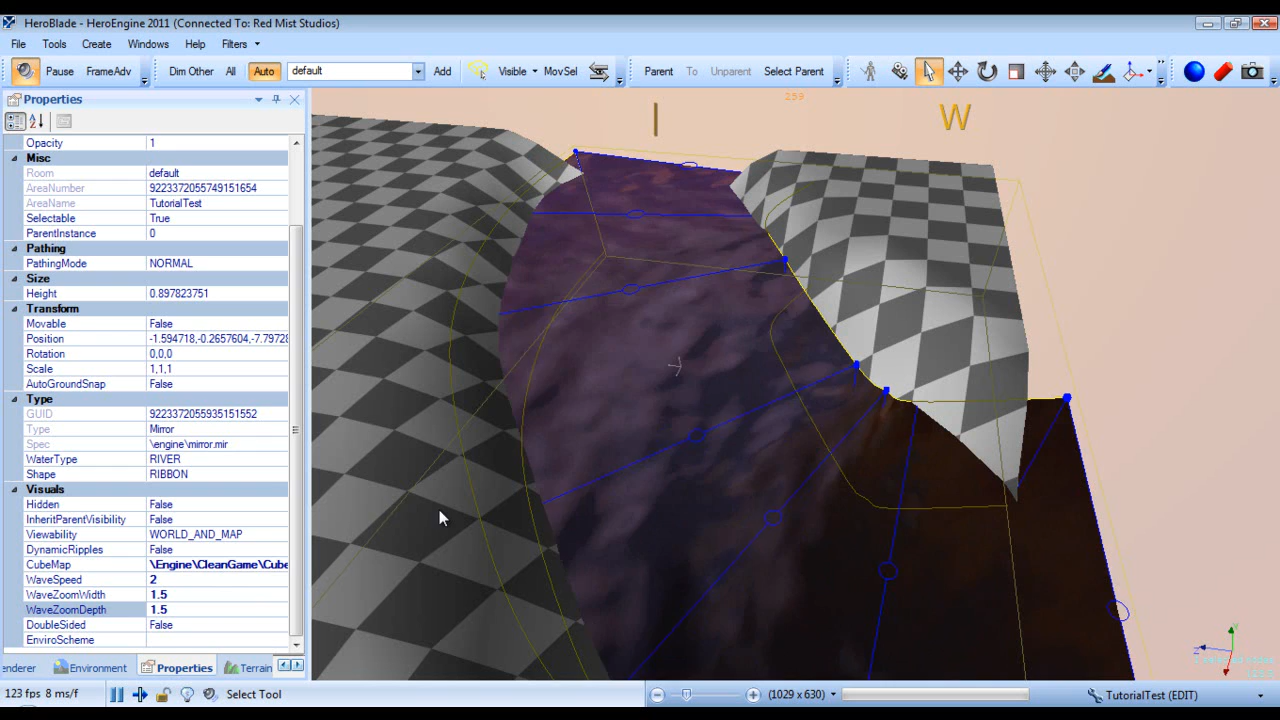 HeroBlade - HeroEngine 2011 (Connected To: Red Mist Studios)
File Tools Create Windows Help Filters
Pause FrameAdv Dim Other All Auto default Add Visible MovSel Parent To Unparent Select Parent
Properties
259
I W
Opacity 1
Misc
Room default
AreaNumber 9223372055749151654
AreaName TutorialTest
Selectable True
ParentInstance 0
Pathing
PathingMode NORMAL
Size
Height 0.897823751
Transform
Movable False
Position -1.594718,-0.2657604,-7.79728
Rotation 0,0,0
Scale 1,1,1
AutoGroundSnap False
Type
GUID 9223372055935151552
Type Mirror
Spec \engine\mirror.mir
WaterType RIVER
Shape RIBBON
Visuals
Hidden False
InheritParentVisibility False
Viewability WORLD_AND_MAP
DynamicRipples False
CubeMap \Engine\CleanGame\Cube
WaveSpeed 2
WaveZoomWidth 1.5
WaveZoomDepth 1.5
DoubleSided False
EnviroScheme
enderer Environment Properties Terrain
123 fps 8 ms/f Select Tool (1029 x 630) TutorialTest (EDIT)